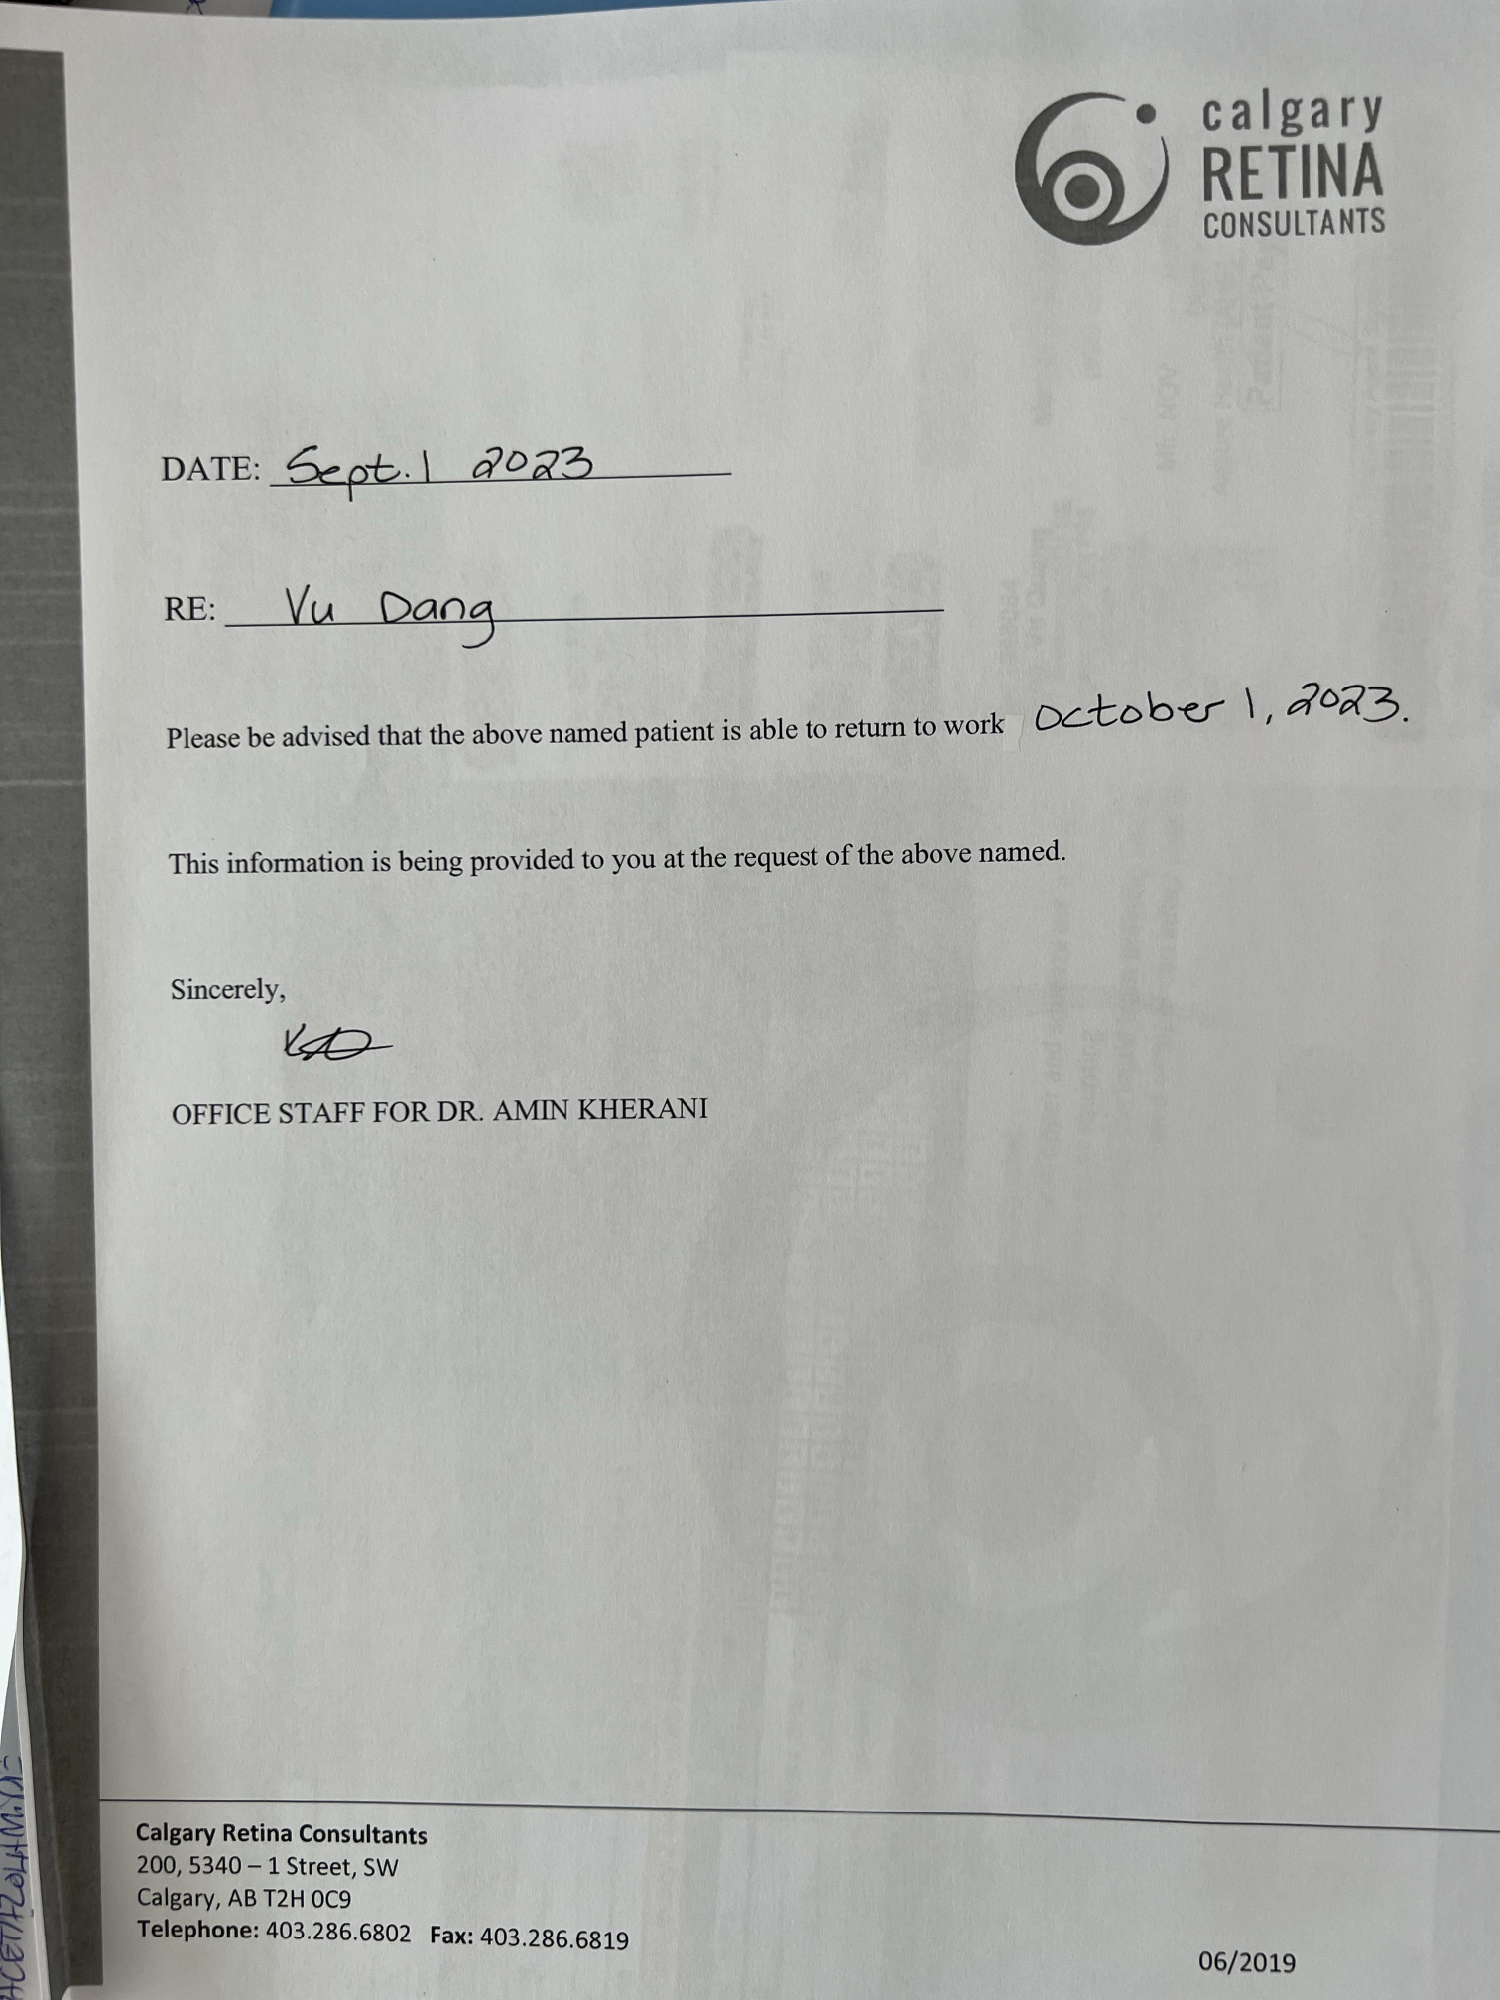 calgary
RETINA
CONSULTANTS
DATE: Sept. 1 2023
RE: Vu Dang
Please be advised that the above named patient is able to return to work October 1, 2023.
This information is being provided to you at the request of the above named.
Sincerely,
OFFICE STAFF FOR DR. AMIN KHERANI
Calgary Retina Consultants
200, 5340 – 1 Street, SW
Calgary, AB T2H 0C9
Telephone: 403.286.6802 Fax: 403.286.6819
06/2019
ACETAZOLAMIDE